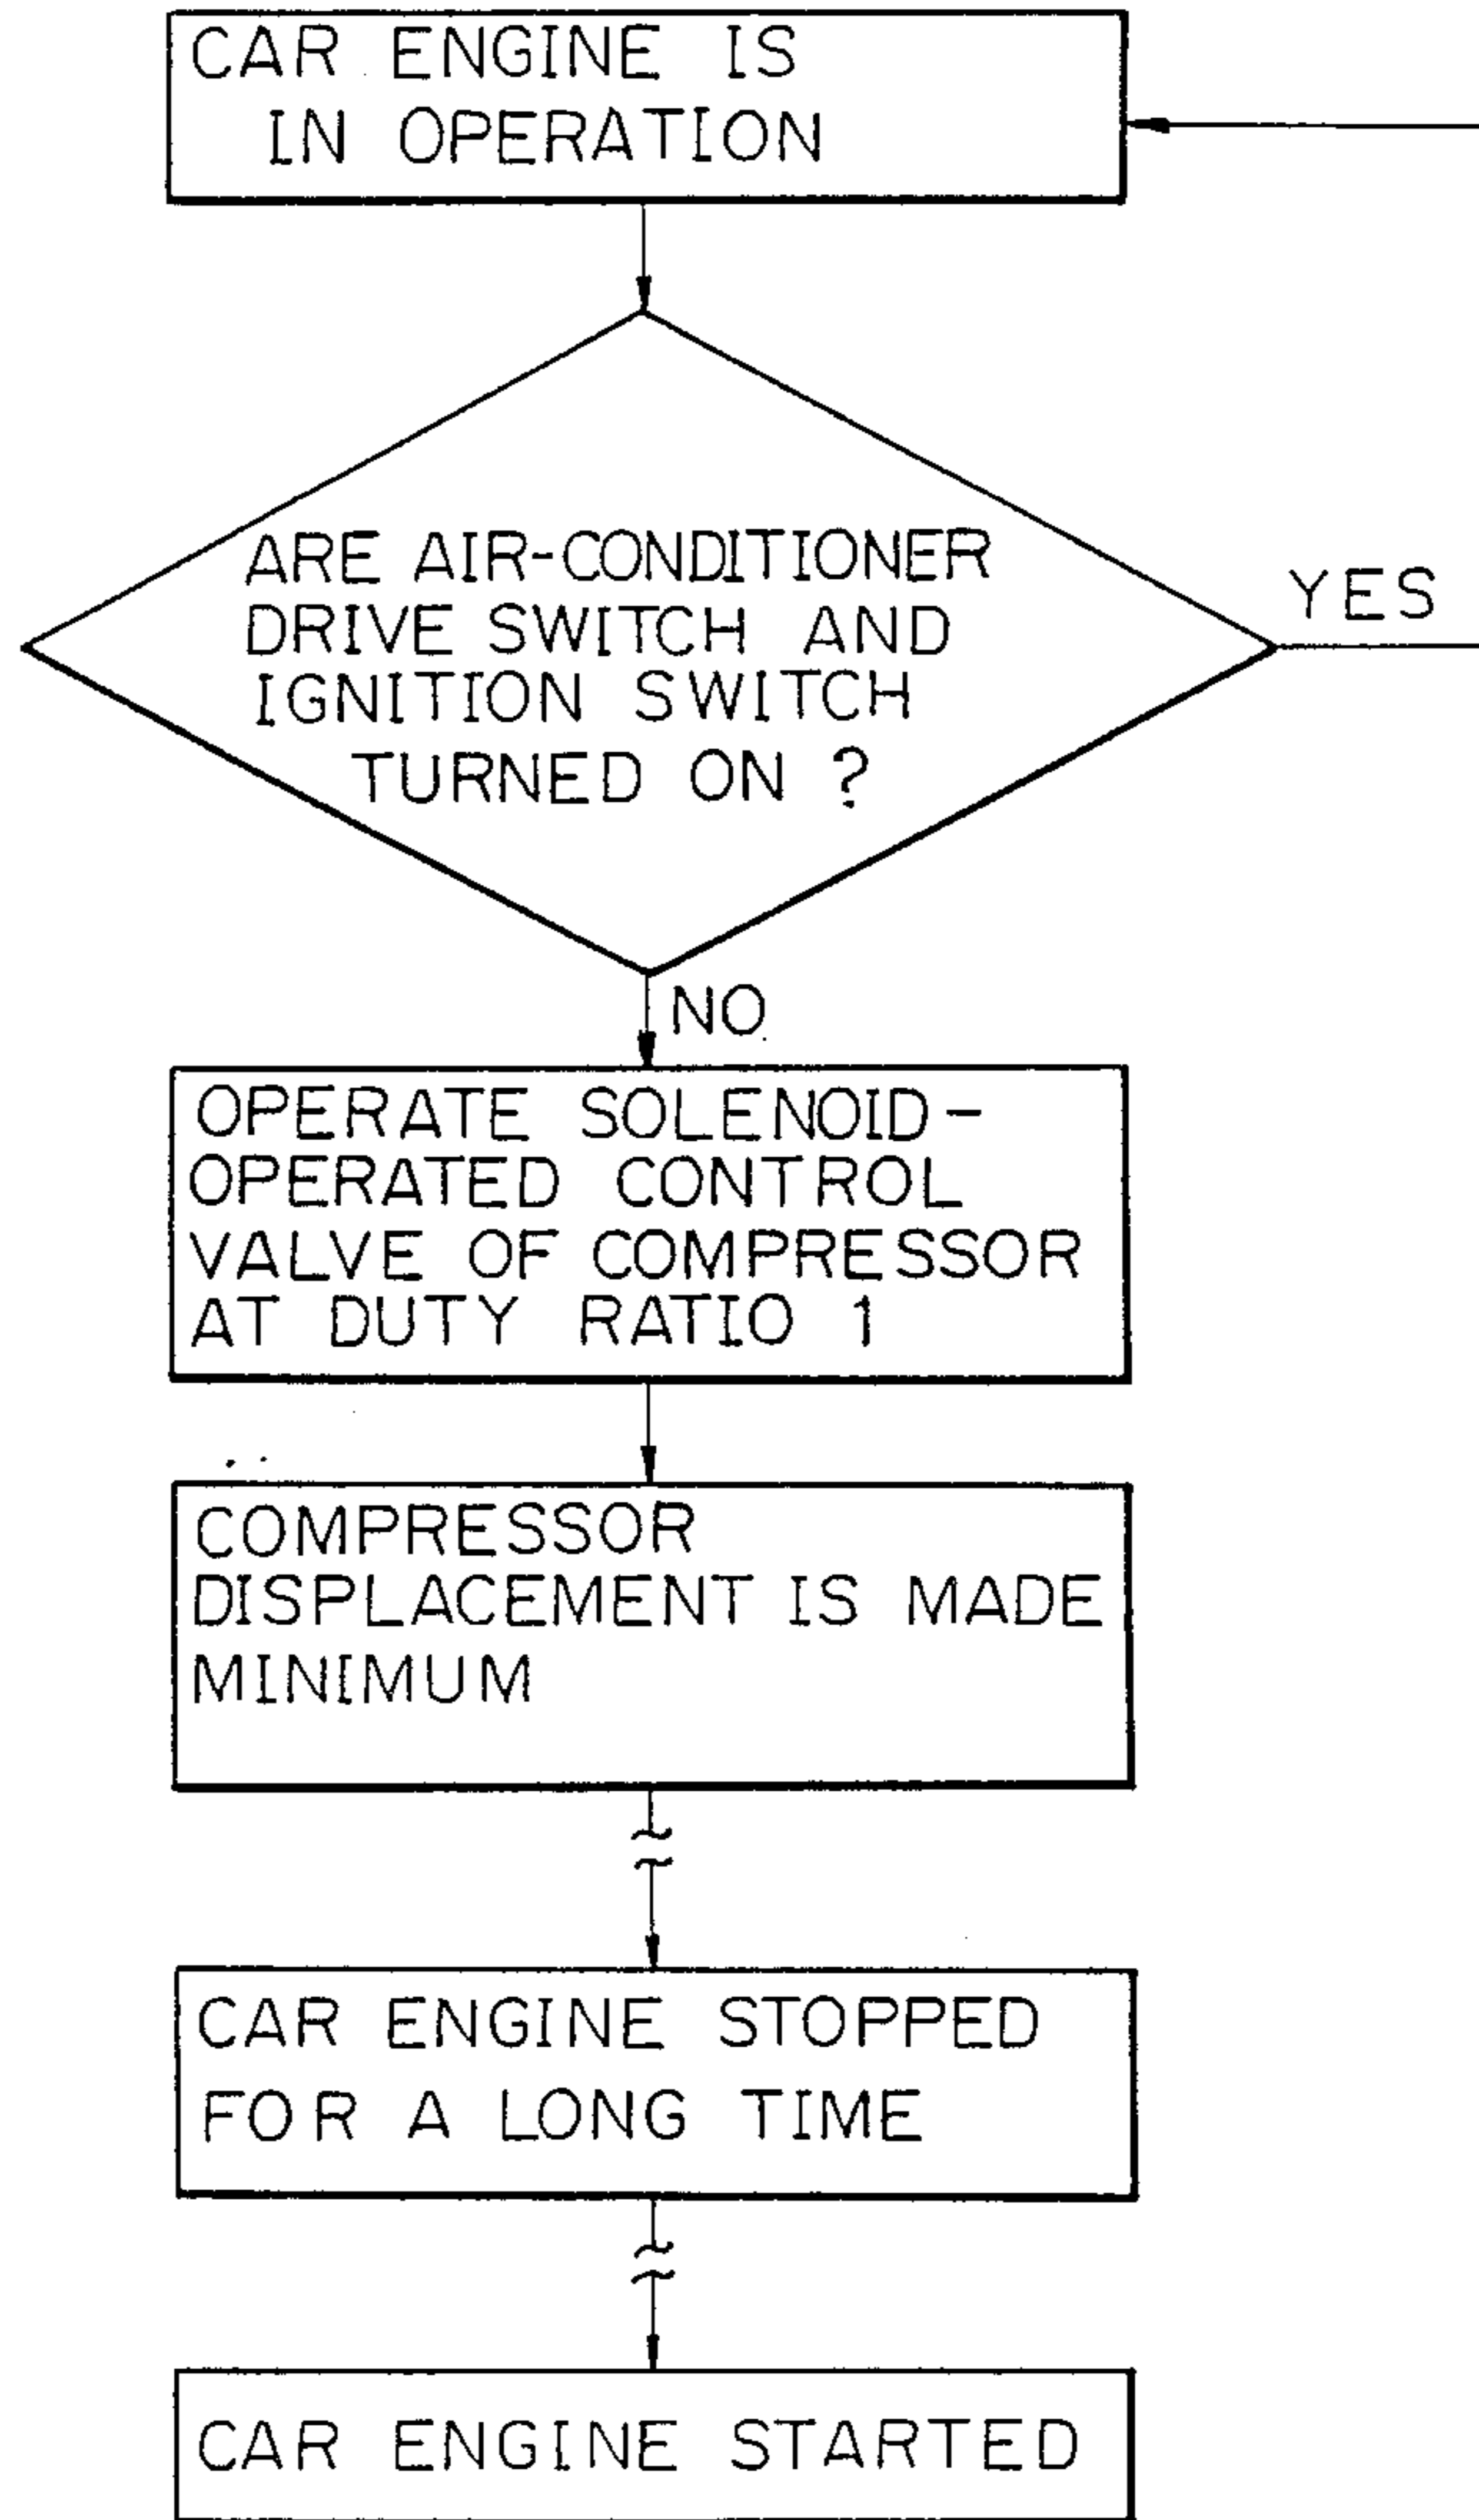 CAR ENGINE IS
IN OPERATION
ARE AIR-CONDITIONER
DRIVE SWITCH AND
IGNITION SWITCH
TURNED ON ?
YES
NO
OPERATE SOLENOID-
OPERATED CONTROL
VALVE OF COMPRESSOR
AT DUTY RATIO 1
COMPRESSOR
DISPLACEMENT IS MADE
MINIMUM
CAR ENGINE STOPPED
FOR A LONG TIME
CAR ENGINE STARTED